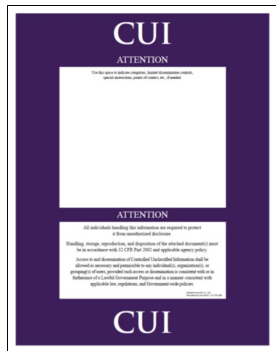 CUI
ATTENTION
Use this space to indicate categories, limited dissemination controls,
special instructions, points of contact, etc., if needed.
ATTENTION
All individuals handling this information are required to protect
it from unauthorized disclosure.
Handling, storage, reproduction, and disposition of the attached document(s) must
be in accordance with 32 CFR Part 2002 and applicable agency policy.
Access to and dissemination of Controlled Unclassified Information shall be
allowed as necessary and permissible to any individual(s), organization(s), or
grouping(s) of users, provided such access or dissemination is consistent with or in
furtherance of a Lawful Government Purpose and in a manner consistent with
applicable law, regulations, and Government-wide policies.
CUI